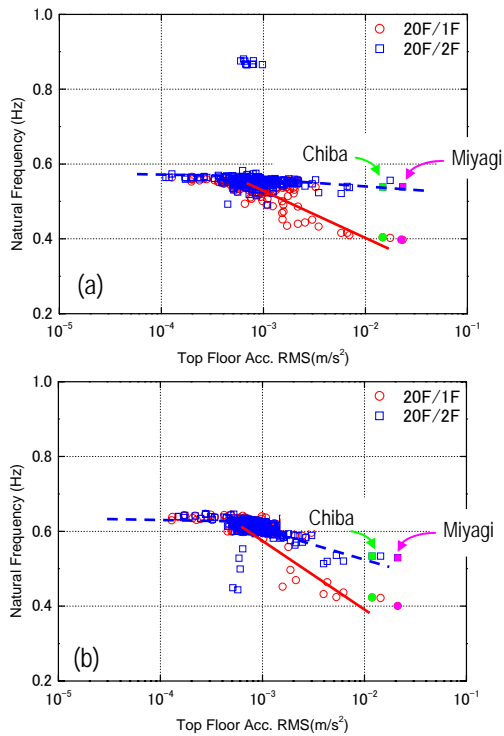 1.0
20F/1F
20F/2F
0.8
Natural Frequency (Hz)
Chiba
Miyagi
0.6
0.4
(a)
0.2
10⁻⁵ 10⁻⁴ 10⁻³ 10⁻² 10⁻¹
Top Floor Acc. RMS(m/s²)
1.0
20F/1F
20F/2F
0.8
Natural Frequency (Hz)
Chiba
Miyagi
0.6
0.4
(b)
0.2
10⁻⁵ 10⁻⁴ 10⁻³ 10⁻² 10⁻¹
Top Floor Acc. RMS(m/s²)